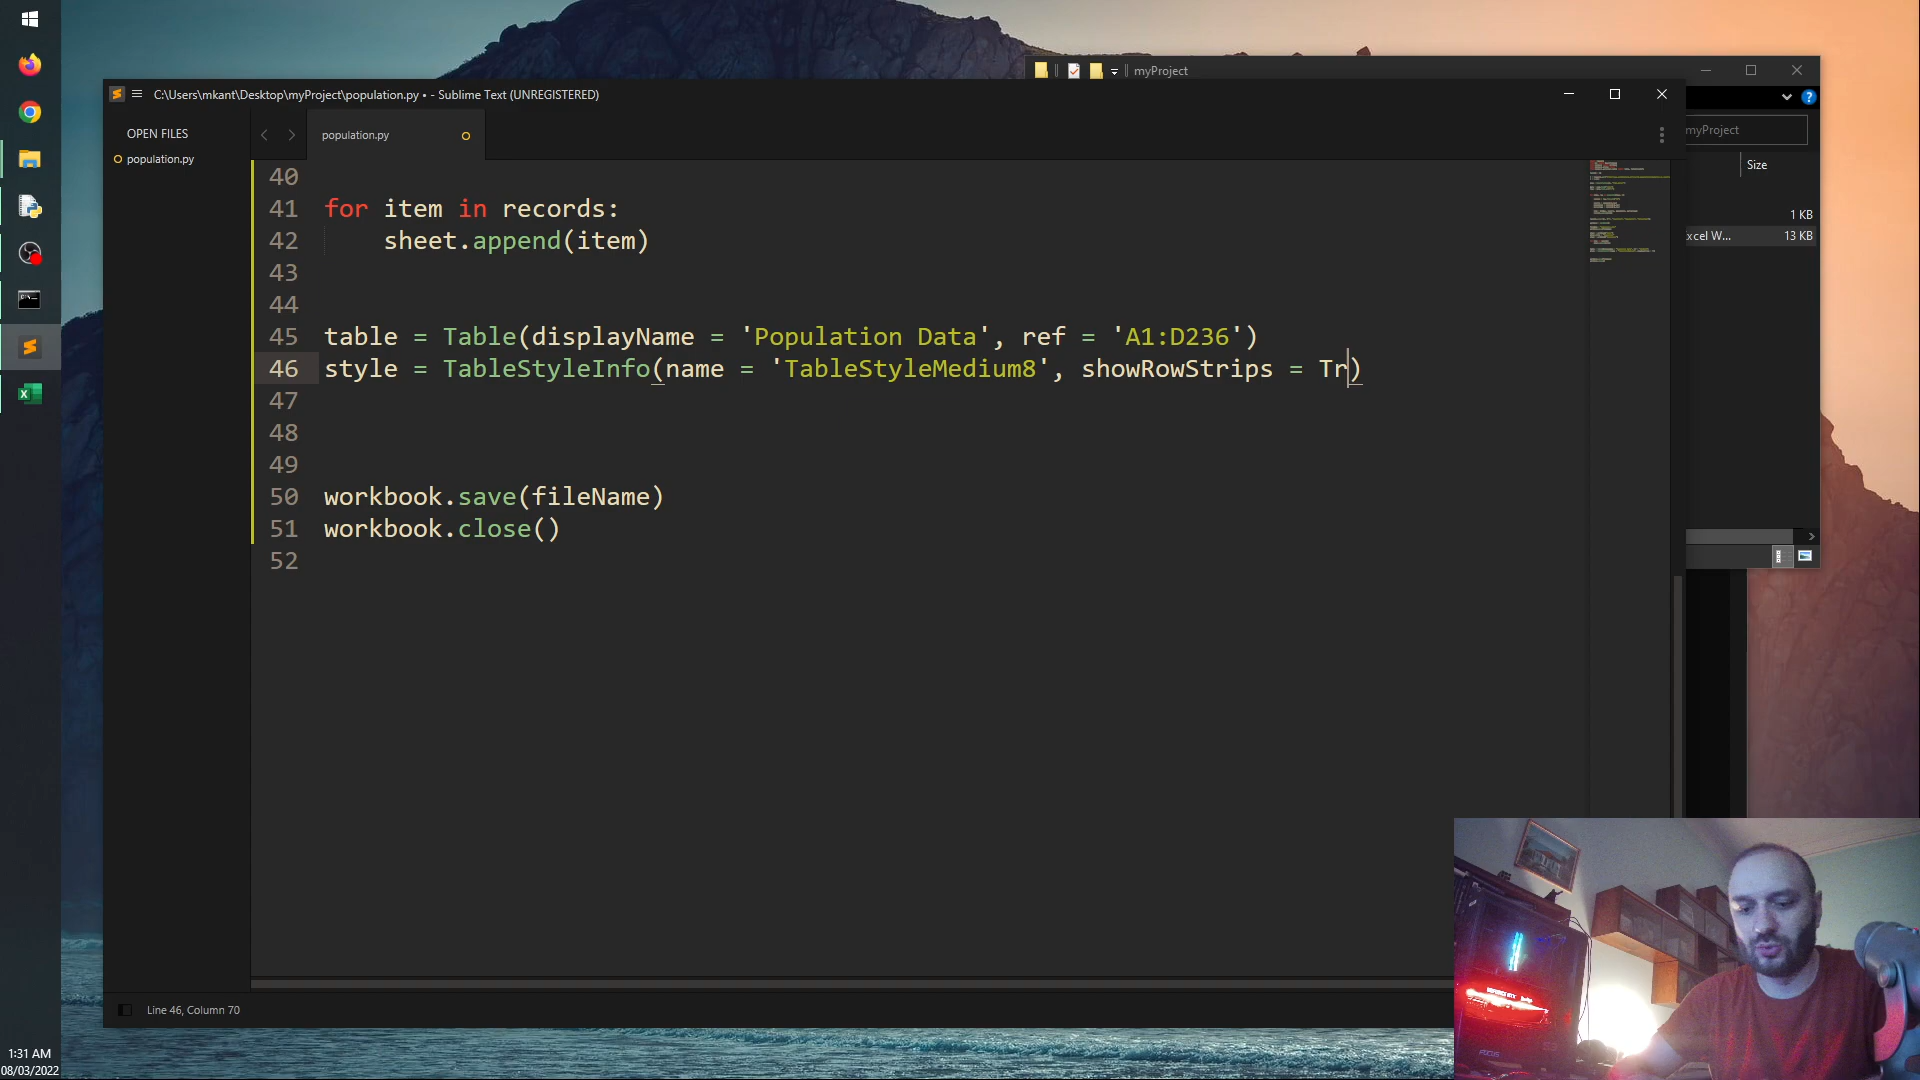 myProject
C:\Users\mkant\Desktop\myProject\population.py • - Sublime Text (UNREGISTERED)
OPEN FILES
population.py
population.py
myProject
Size
1 KB
xcel W...
13 KB
40
41 for item in records:
42 sheet.append(item)
43
44
45 table = Table(displayName = 'Population Data', ref = 'A1:D236')
46 style = TableStyleInfo(name = 'TableStyleMedium8', showRowStrips = Tr)
47
48
49
50 workbook.save(fileName)
51 workbook.close()
52
Line 46, Column 70
1:31 AM
08/03/2022